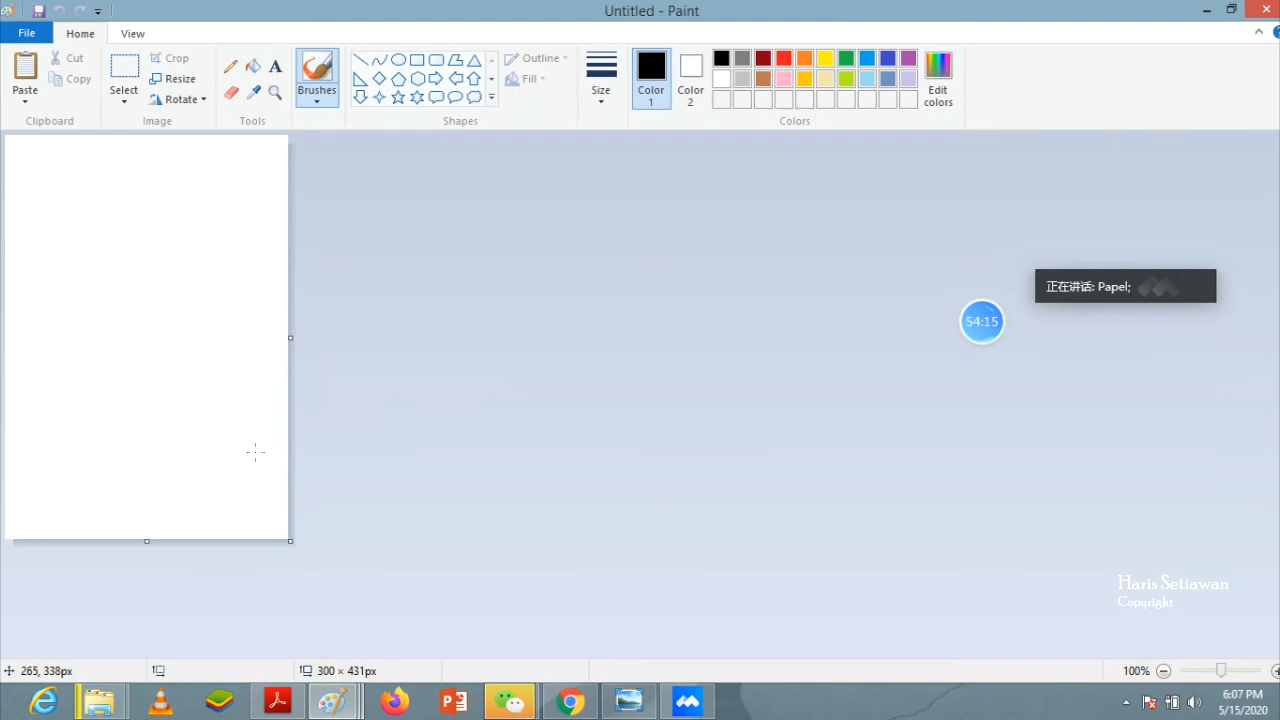 Untitled - Paint
File
Home
View
Paste
Cut
Copy
Clipboard
Select
Crop
Resize
Rotate
Image
A
Tools
Brushes
Outline
Fill
Shapes
Size
Color 1
Color 2
Edit colors
Colors
正在讲话: Papel;
54:15
Haris Setiawan
Copyright
265, 338px
300 × 431px
100%
6:07 PM
5/15/2020